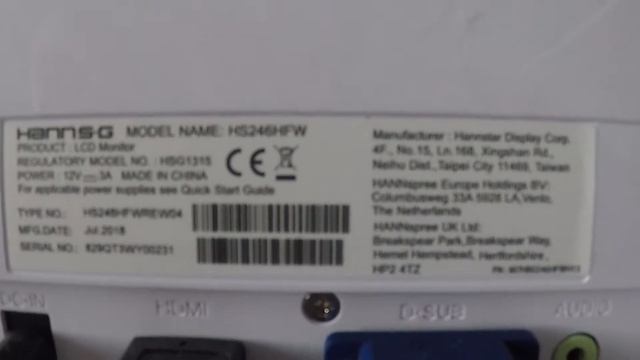 HANNS-G MODEL NAME: HS246HFW
PRODUCT : LCD Monitor
REGULATORY MODEL NO.: HSG1315
POWER : 12V 3A MADE IN CHINA
For applicable power supplies see Quick Start Guide
TYPE NO.: HS246HFWREW04
MFG.DATE: Jul.2018
SERIAL NO.: 829QT3WY00231
Manufacturer : Hannstar Display Corp.
4F., No.15, Ln.168, Xingshan Rd.,
Neihu Dist.,Taipei City 11469, Taiwan
HANNspree Europe Holdings BV:
Columbusweg 33A 5928 LA,Venlo,
The Netherlands
HANNspree UK Ltd:
Breakspear Park,Breakspear Way,
Hemel Hempstead, Hertfordshire,
HP2 4TZ
DC-IN
HDMI
D-SUB
AUDIO